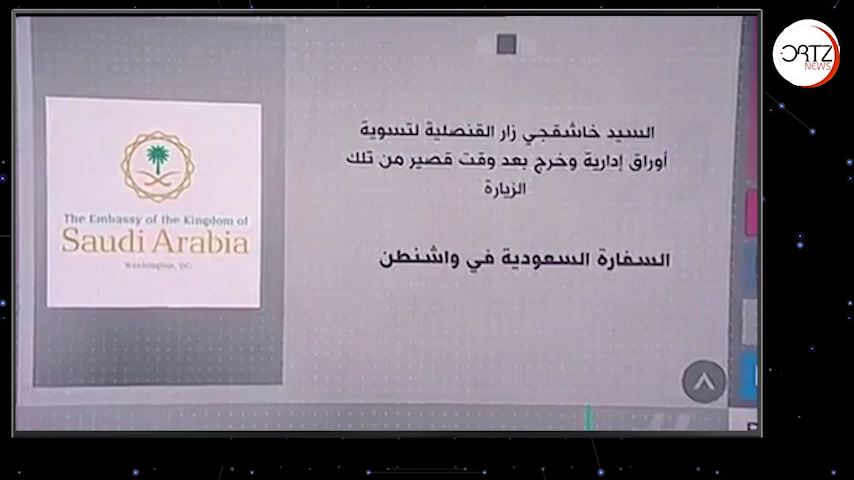 ORTZ
NEWS
السيد خاشقجي زار القنصلية لتسوية
أوراق إدارية وخرج بعد وقت قصير من تلك
الزيارة
السفارة السعودية في واشنطن
The Embassy of the Kingdom of
Saudi Arabia
Washington, DC